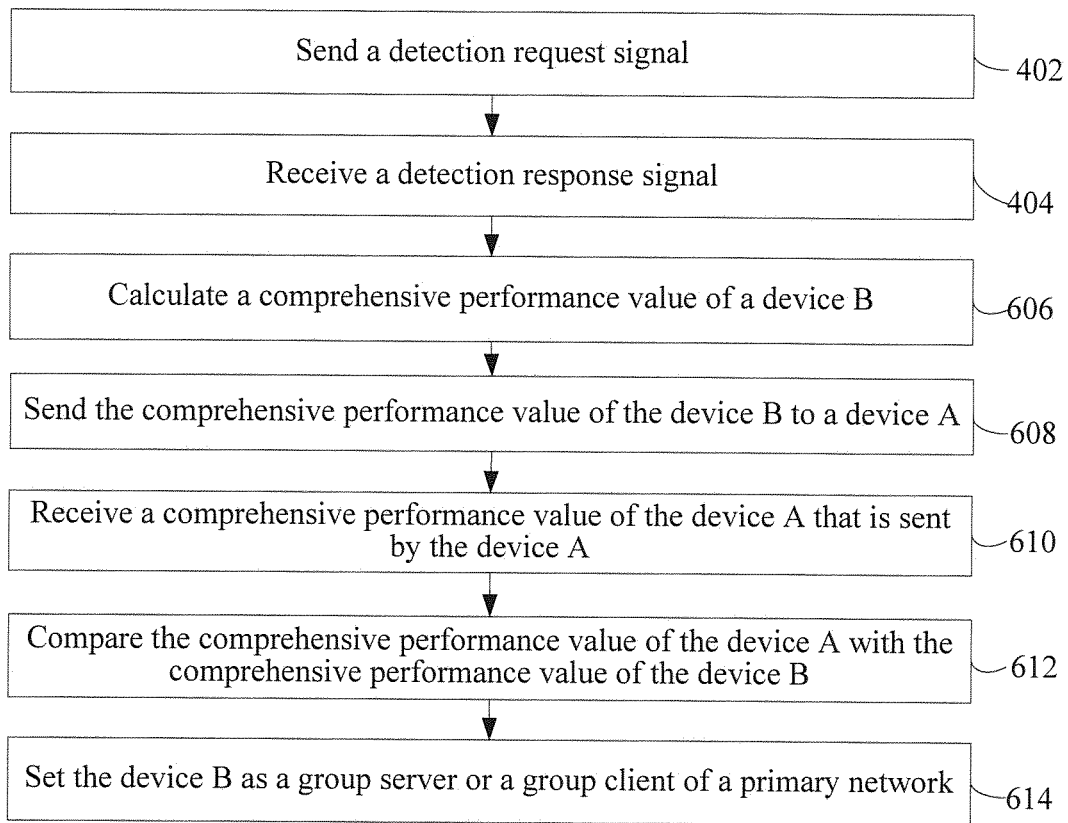 Send a detection request signal
402
Receive a detection response signal
404
Calculate a comprehensive performance value of a device B
606
Send the comprehensive performance value of the device B to a device A
608
Receive a comprehensive performance value of the device A that is sent
by the device A
610
Compare the comprehensive performance value of the device A with the
comprehensive performance value of the device B
612
Set the device B as a group server or a group client of a primary network
614